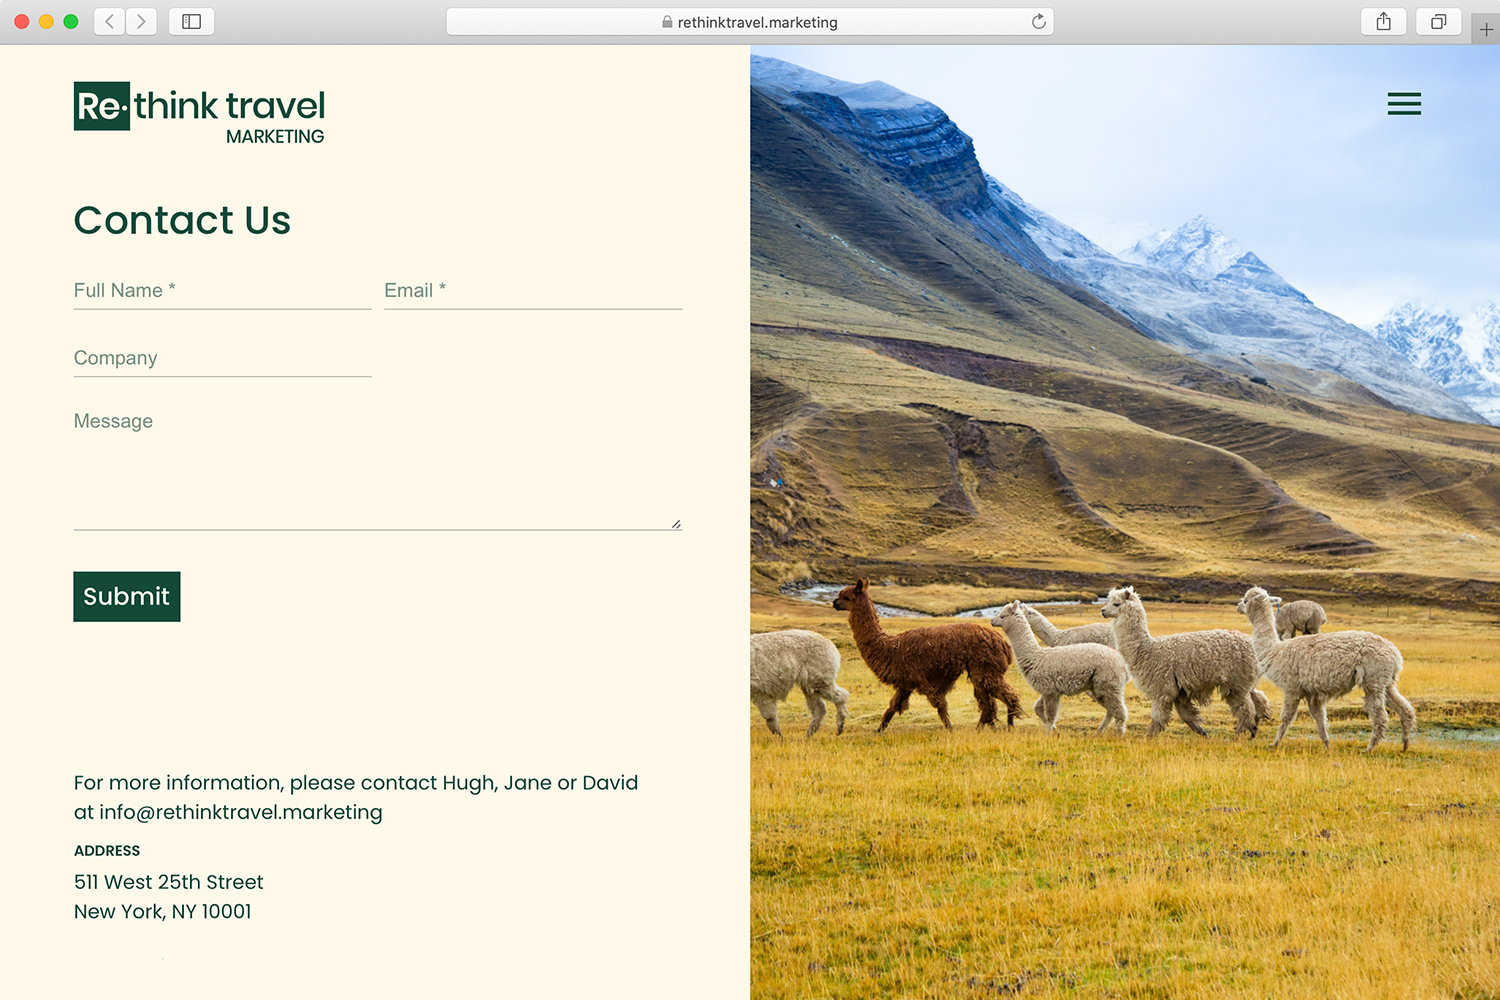 rethinktravel.marketing
Re·think travel
MARKETING
Contact Us
Full Name * Email *
Company
Message
Submit
For more information, please contact Hugh, Jane or David
at info@rethinktravel.marketing
ADDRESS
511 West 25th Street
New York, NY 10001